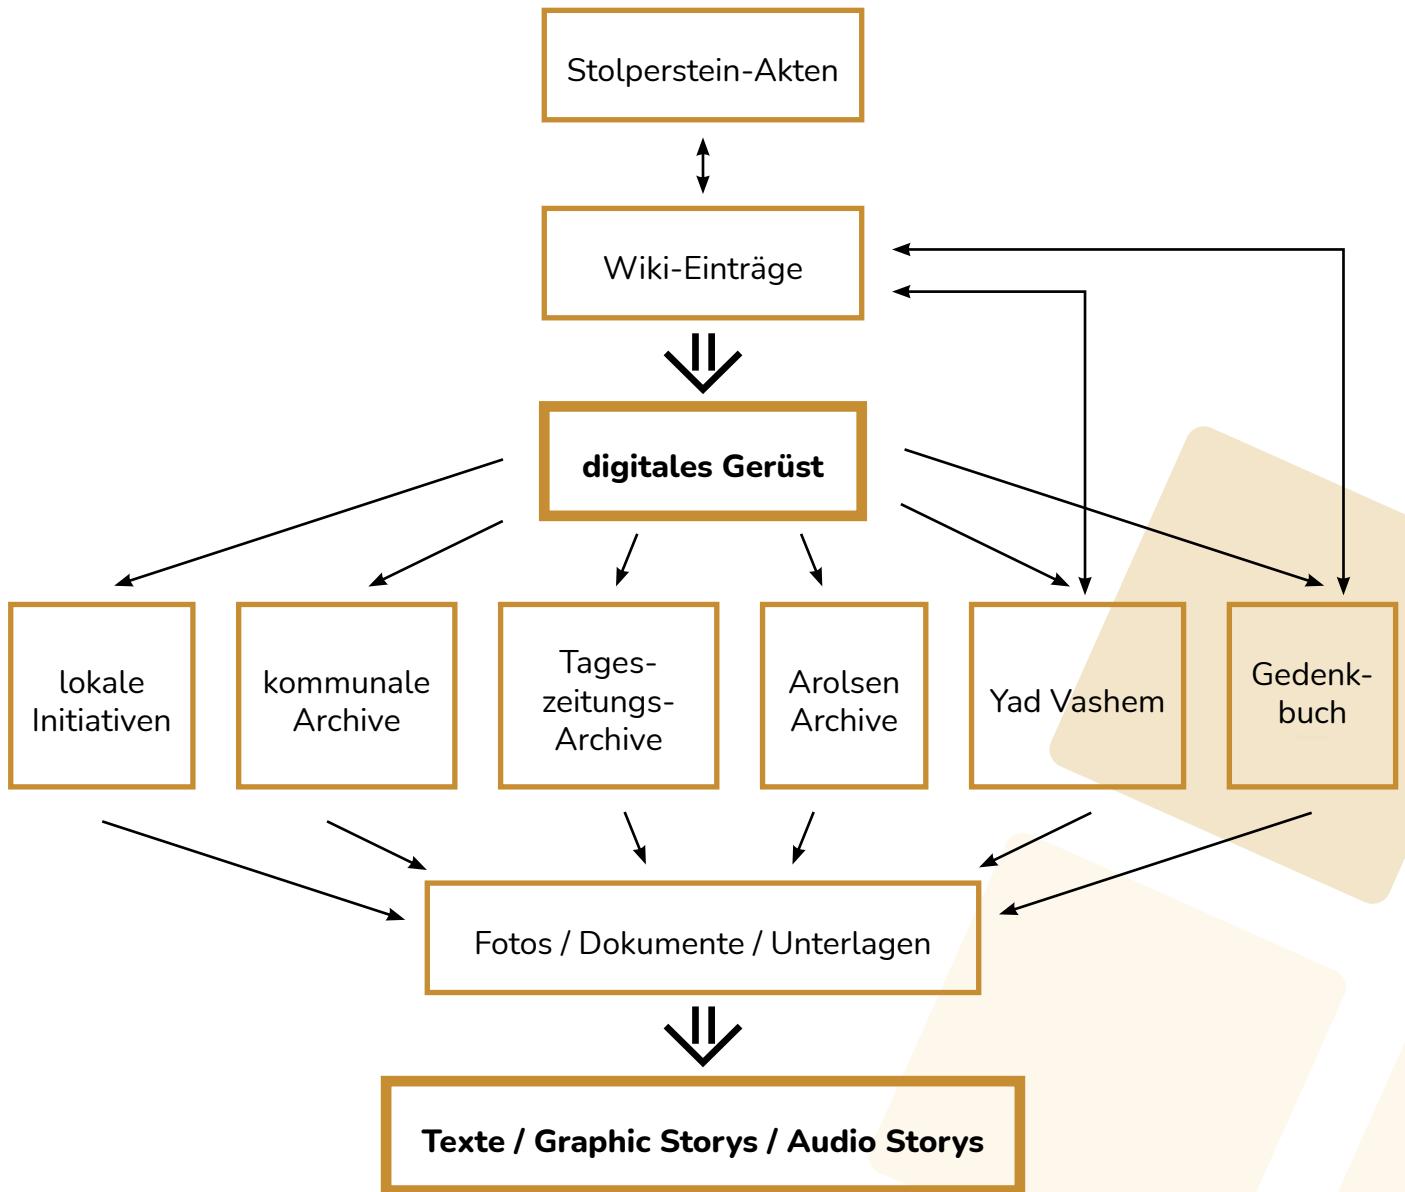 Stolperstein-Akten
Wiki-Einträge
digitales Gerüst
lokale
Initiativen
kommunale
Archive
Tages-
zeitungs-
Archive
Arolsen
Archive
Yad Vashem
Gedenk-
buch
Fotos / Dokumente / Unterlagen
Texte / Graphic Storys / Audio Storys